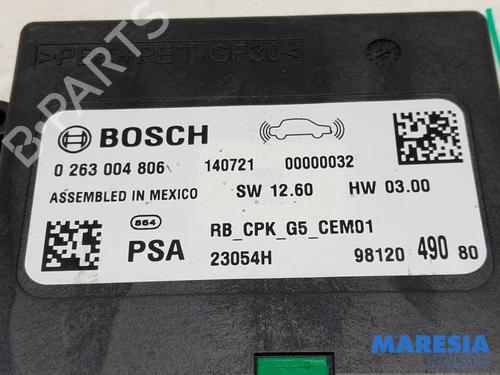 >PBT+PET-GF30<
BOSCH
0 263 004 806 140721 00000032
ASSEMBLED IN MEXICO SW 12.60 HW 03.00
864
PSA
RB_CPK_G5_CEM01
23054H 98120 490 80
B-PARTS
MARESIA